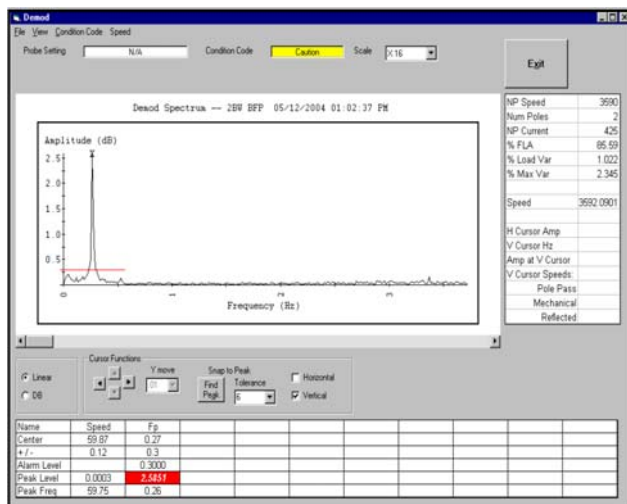 Demod
File View Condition Code Speed
Probe Setting N/A Condition Code Caution Scale X16
Exit
Demod Spectrum -- 2BW BFP 05/12/2004 01:02:37 PM
Amplitude (dB)
2.5
2.0
1.5
1.0
0.5
0 1 2 3
Frequency (Hz)
NP Speed 3590
Num Poles 2
NP Current 425
% FLA 85.59
% Load Var 1.022
% Max Var 2.345
Speed 3592.0901
H Cursor Amp
V Cursor Hz
Amp at V Cursor
V Cursor Speeds:
Pole Pass
Mechanical
Reflected
Linear
DB
Cursor Functions
Y move
01
Snap to Peak
Find Peak
Tolerance
6
Horizontal
Vertical
Name Speed Fp
Center 59.87 0.27
+/- 0.12 0.3
Alarm Level 0.3000
Peak Level 0.0003 2.5851
Peak Freq 59.75 0.26